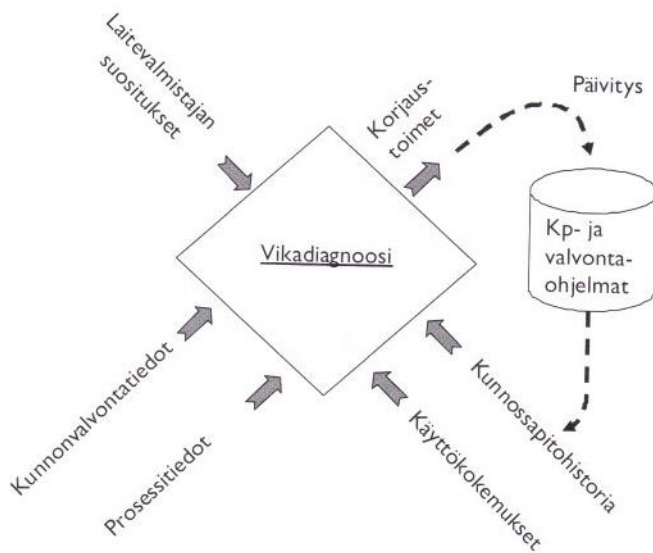 Laitevalmistajan
suositukset
Korjaus-
toimet
Päivitys
Vikadiagnoosi
Kp- ja
valvonta-
ohjelmat
Kunnonvalvontatiedot
Prosessitiedot
Käyttökokemukset
Kunnossapitohistoria